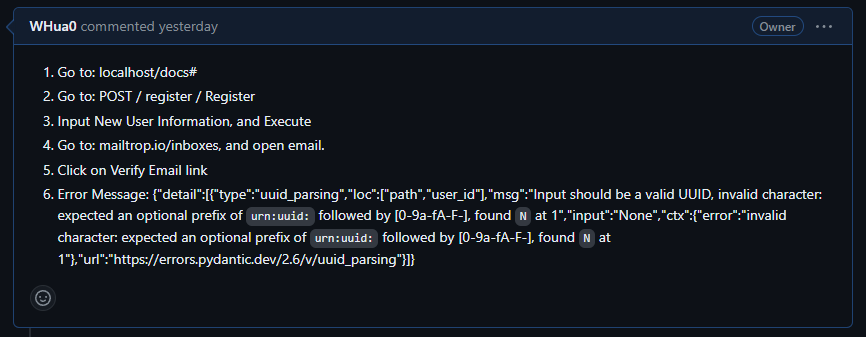 WHua0 commented yesterday
Owner
1. Go to: localhost/docs#
2. Go to: POST / register / Register
3. Input New User Information, and Execute
4. Go to: mailtrop.io/inboxes, and open email.
5. Click on Verify Email link
6. Error Message: {"detail":[{"type":"uuid_parsing","loc":["path","user_id"],"msg":"Input should be a valid UUID, invalid character:
expected an optional prefix of urn:uuid: followed by [0-9a-fA-F-], found N at 1","input":"None","ctx":{"error":"invalid
character: expected an optional prefix of urn:uuid: followed by [0-9a-fA-F-], found N at
1"},"url":"https://errors.pydantic.dev/2.6/v/uuid_parsing"}]}